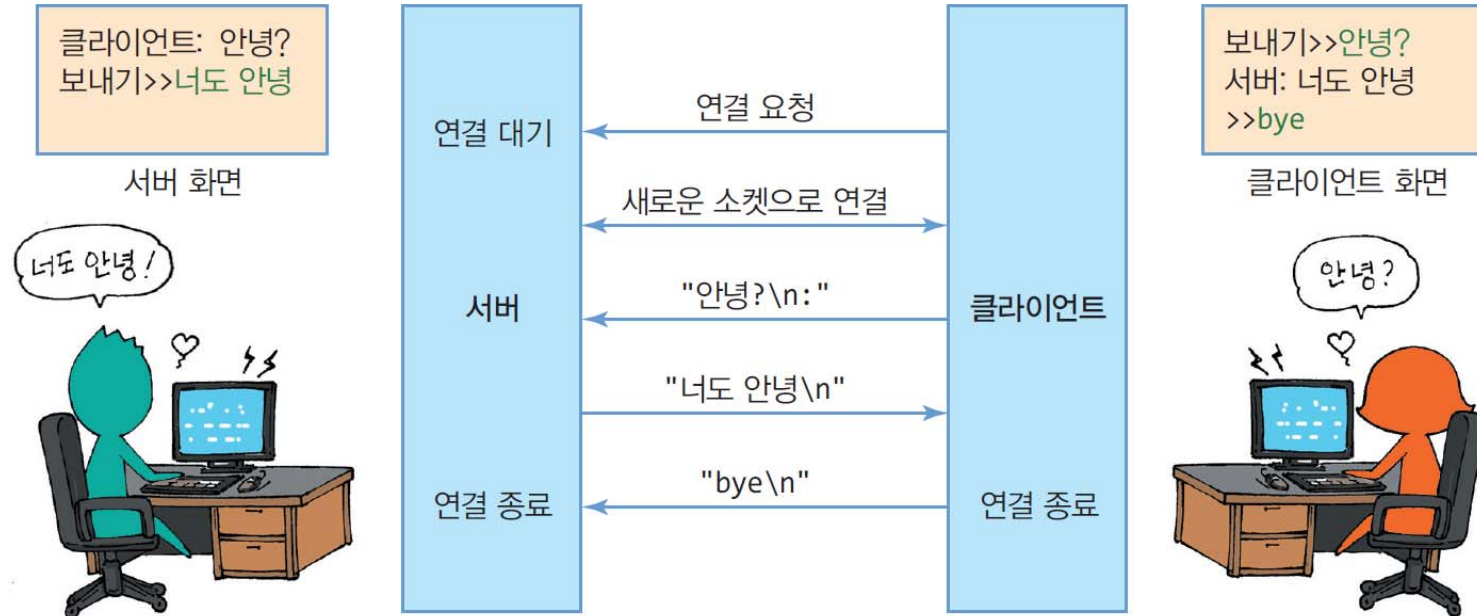 클라이언트: 안녕?
보내기>>너도 안녕
서버 화면
너도 안녕!
연결 대기
서버
연결 종료
연결 요청
새로운 소켓으로 연결
"안녕?\n:"
"너도 안녕\n"
"bye\n"
클라이언트
연결 종료
보내기>>안녕?
서버: 너도 안녕
>>bye
클라이언트 화면
안녕?